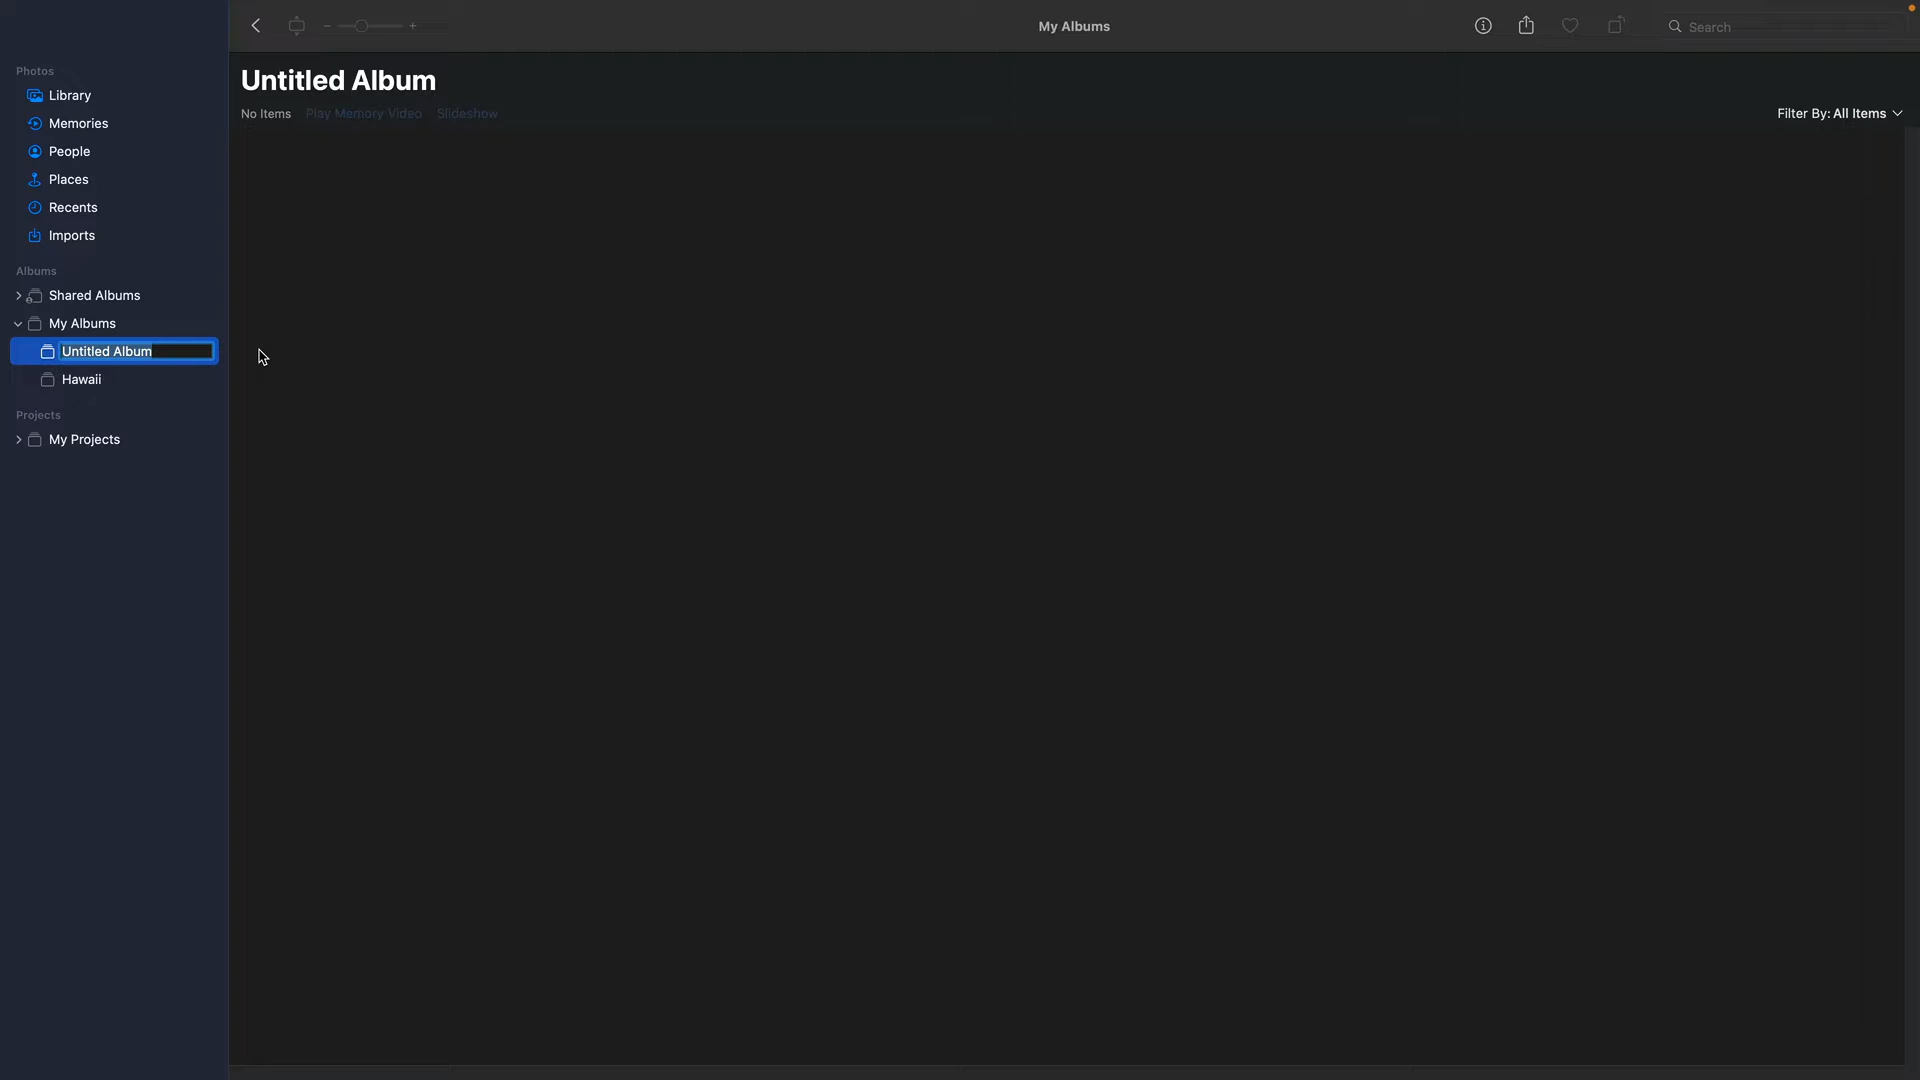 My Albums
Search
Photos
Library
Memories
People
Places
Recents
Imports
Albums
Shared Albums
My Albums
Untitled Album
Hawaii
Projects
My Projects
Untitled Album
No Items Play Memory Video Slideshow
Filter By: All Items